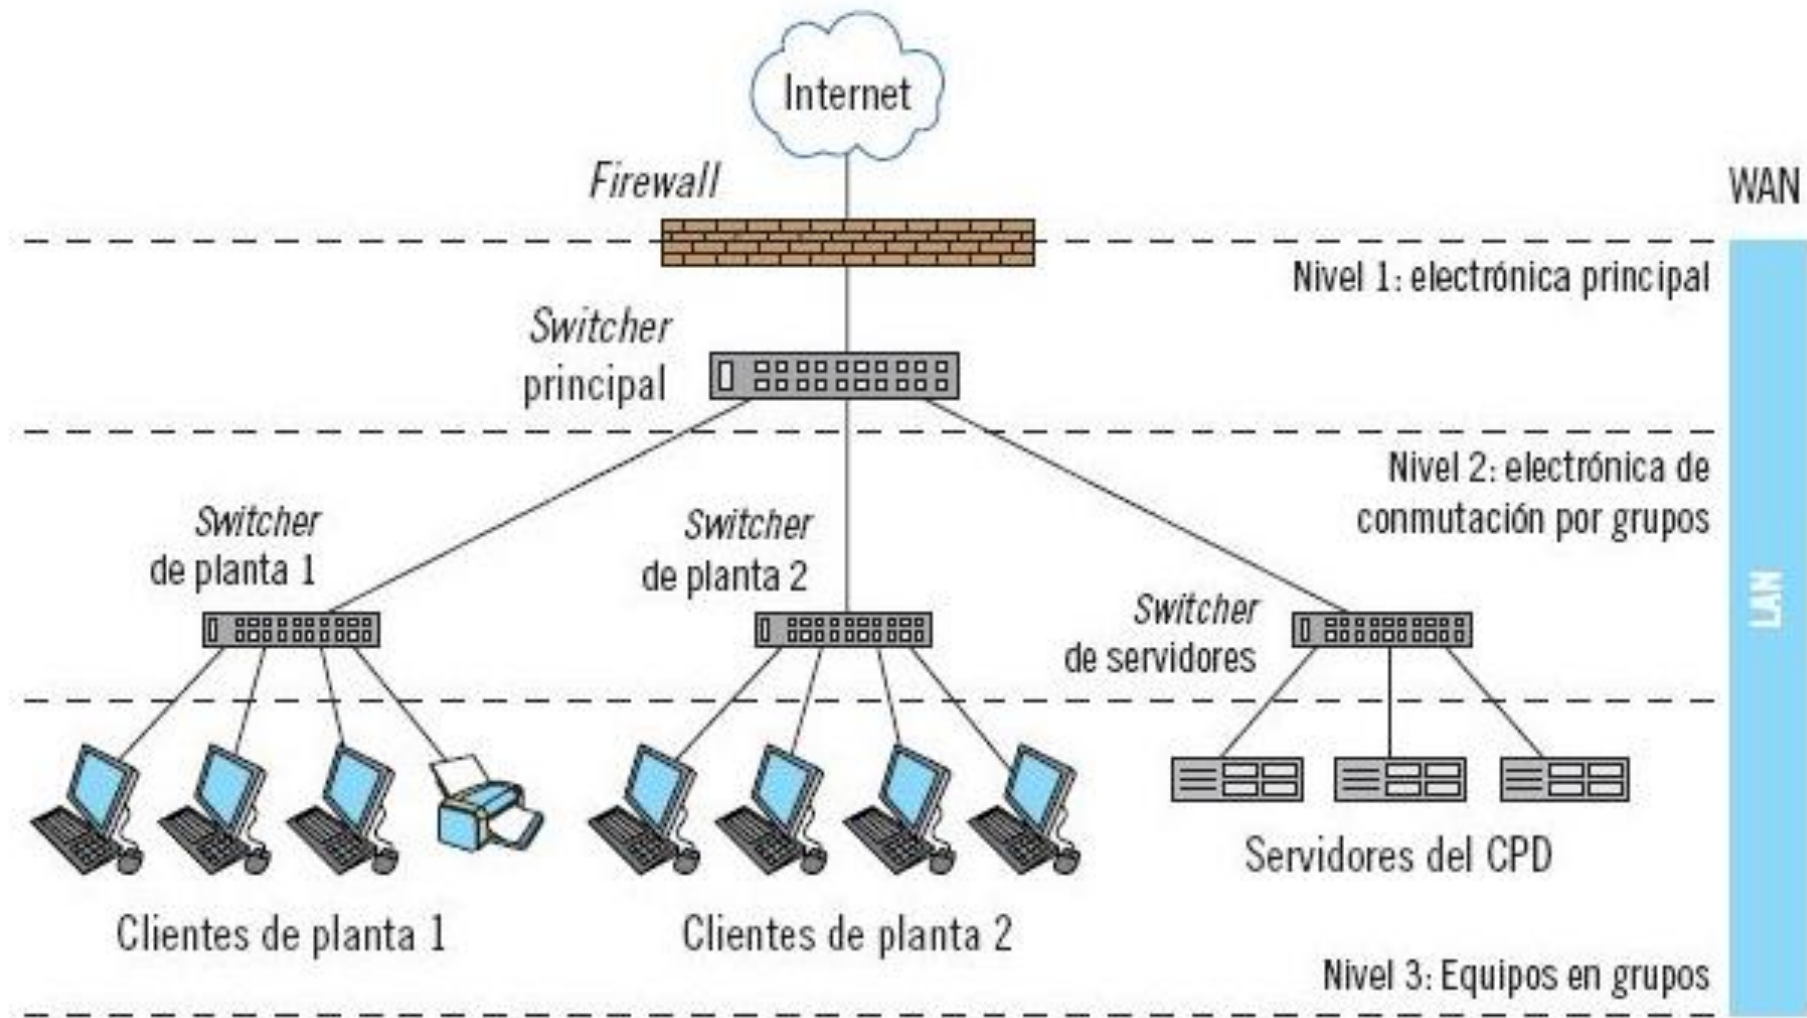 Internet
Firewall
WAN
Nivel 1: electrónica principal
Switcher
principal
Nivel 2: electrónica de
conmutación por grupos
Switcher
de planta 1
Switcher
de planta 2
Switcher
de servidores
LAN
Servidores del CPD
Clientes de planta 1
Clientes de planta 2
Nivel 3: Equipos en grupos